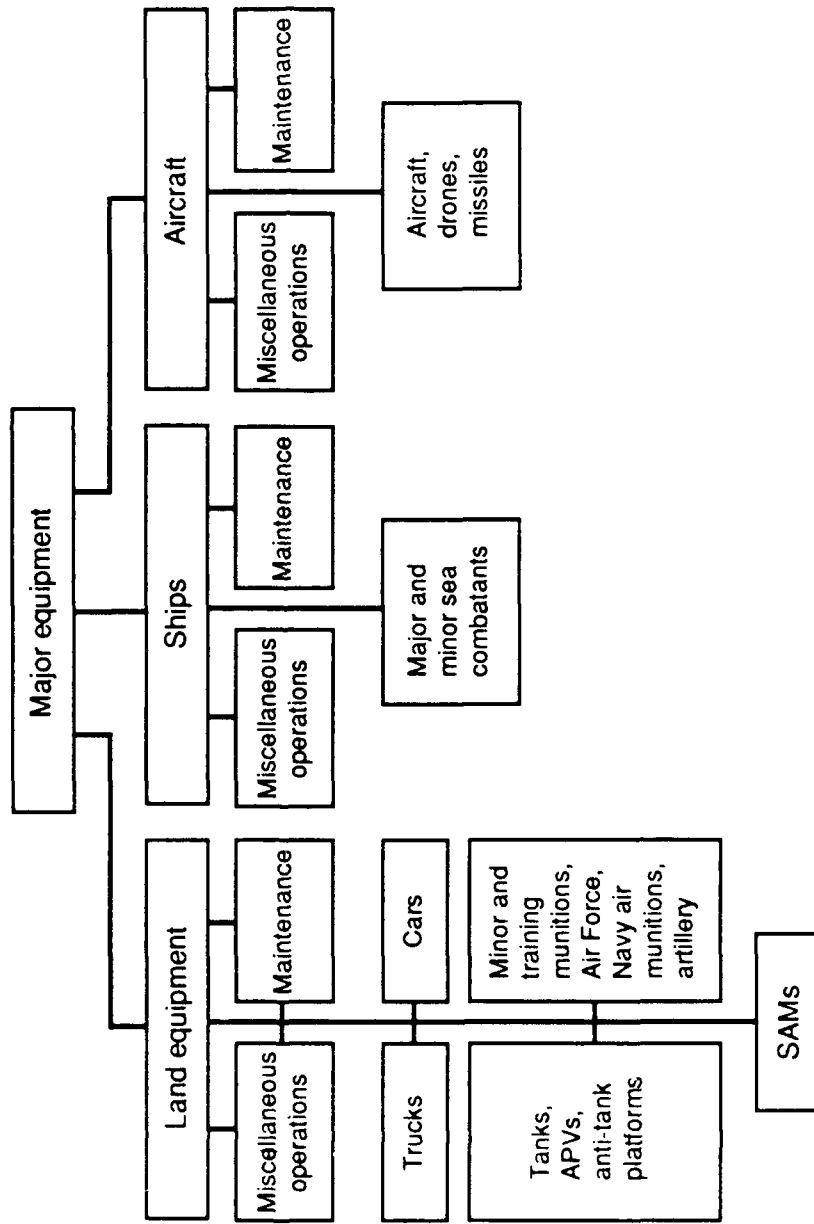 Major equipment
Land equipment
Ships
Aircraft
Miscellaneous
operations
Maintenance
Miscellaneous
operations
Maintenance
Miscellaneous
operations
Maintenance
Trucks
Cars
Major and
minor sea
combatants
Aircraft,
drones,
missiles
Tanks,
APVs,
anti-tank
platforms
Minor and
training
munitions,
Air Force,
Navy air
munitions,
artillery
SAMs